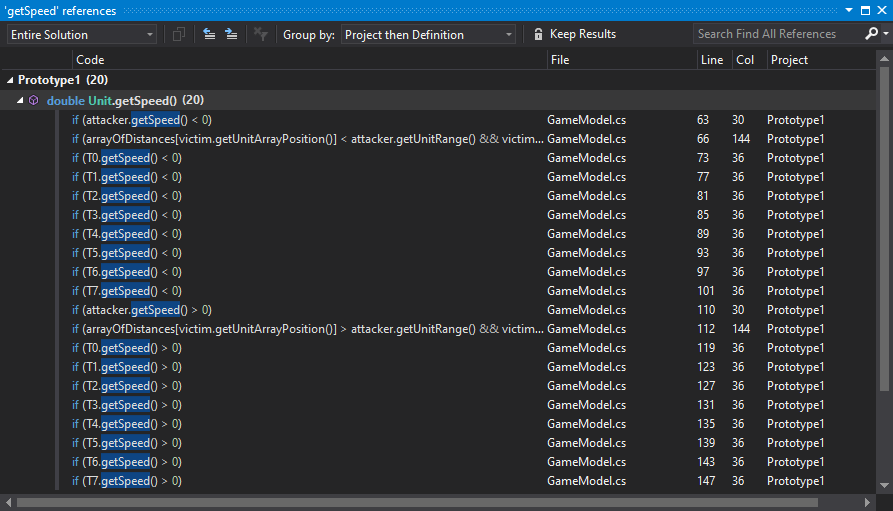 'getSpeed' references
Entire Solution Group by: Project then Definition Keep Results Search Find All References
Code File Line Col Project
Prototype1 (20)
double Unit.getSpeed() (20)
if (attacker.getSpeed() < 0) GameModel.cs 63 30 Prototype1
if (arrayOfDistances[victim.getUnitArrayPosition()] < attacker.getUnitRange() && victim... GameModel.cs 66 144 Prototype1
if (T0.getSpeed() < 0) GameModel.cs 73 36 Prototype1
if (T1.getSpeed() < 0) GameModel.cs 77 36 Prototype1
if (T2.getSpeed() < 0) GameModel.cs 81 36 Prototype1
if (T3.getSpeed() < 0) GameModel.cs 85 36 Prototype1
if (T4.getSpeed() < 0) GameModel.cs 89 36 Prototype1
if (T5.getSpeed() < 0) GameModel.cs 93 36 Prototype1
if (T6.getSpeed() < 0) GameModel.cs 97 36 Prototype1
if (T7.getSpeed() < 0) GameModel.cs 101 36 Prototype1
if (attacker.getSpeed() > 0) GameModel.cs 110 30 Prototype1
if (arrayOfDistances[victim.getUnitArrayPosition()] > attacker.getUnitRange() && victim... GameModel.cs 112 144 Prototype1
if (T0.getSpeed() > 0) GameModel.cs 119 36 Prototype1
if (T1.getSpeed() > 0) GameModel.cs 123 36 Prototype1
if (T2.getSpeed() > 0) GameModel.cs 127 36 Prototype1
if (T3.getSpeed() > 0) GameModel.cs 131 36 Prototype1
if (T4.getSpeed() > 0) GameModel.cs 135 36 Prototype1
if (T5.getSpeed() > 0) GameModel.cs 139 36 Prototype1
if (T6.getSpeed() > 0) GameModel.cs 143 36 Prototype1
if (T7.getSpeed() > 0) GameModel.cs 147 36 Prototype1